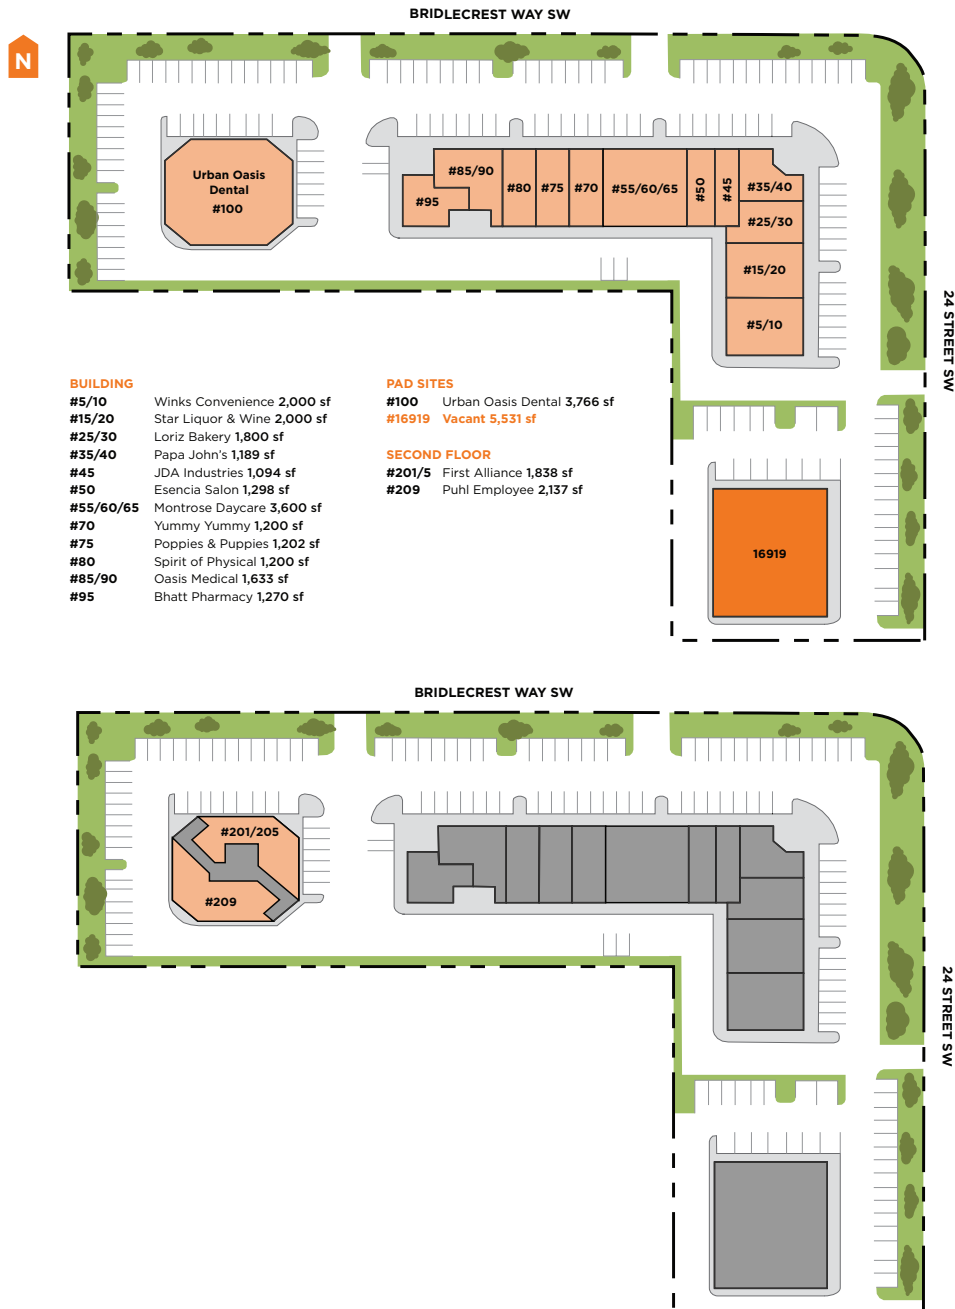 BRIDLECREST WAY SW
N
Urban Oasis
Dental
#100
#95
#85/90
#80
#75
#70
#55/60/65
#50
#45
#35/40
#25/30
#15/20
#5/10
24 STREET SW
BUILDING
#5/10 Winks Convenience 2,000 sf
#15/20 Star Liquor & Wine 2,000 sf
#25/30 Loriz Bakery 1,800 sf
#35/40 Papa John's 1,189 sf
#45 JDA Industries 1,094 sf
#50 Esencia Salon 1,298 sf
#55/60/65 Montrose Daycare 3,600 sf
#70 Yummy Yummy 1,200 sf
#75 Poppies & Puppies 1,202 sf
#80 Spirit of Physical 1,200 sf
#85/90 Oasis Medical 1,633 sf
#95 Bhatt Pharmacy 1,270 sf
PAD SITES
#100 Urban Oasis Dental 3,766 sf
#16919 Vacant 5,531 sf
SECOND FLOOR
#201/5 First Alliance 1,838 sf
#209 Puhl Employee 2,137 sf
16919
BRIDLECREST WAY SW
#201/205
#209
24 STREET SW